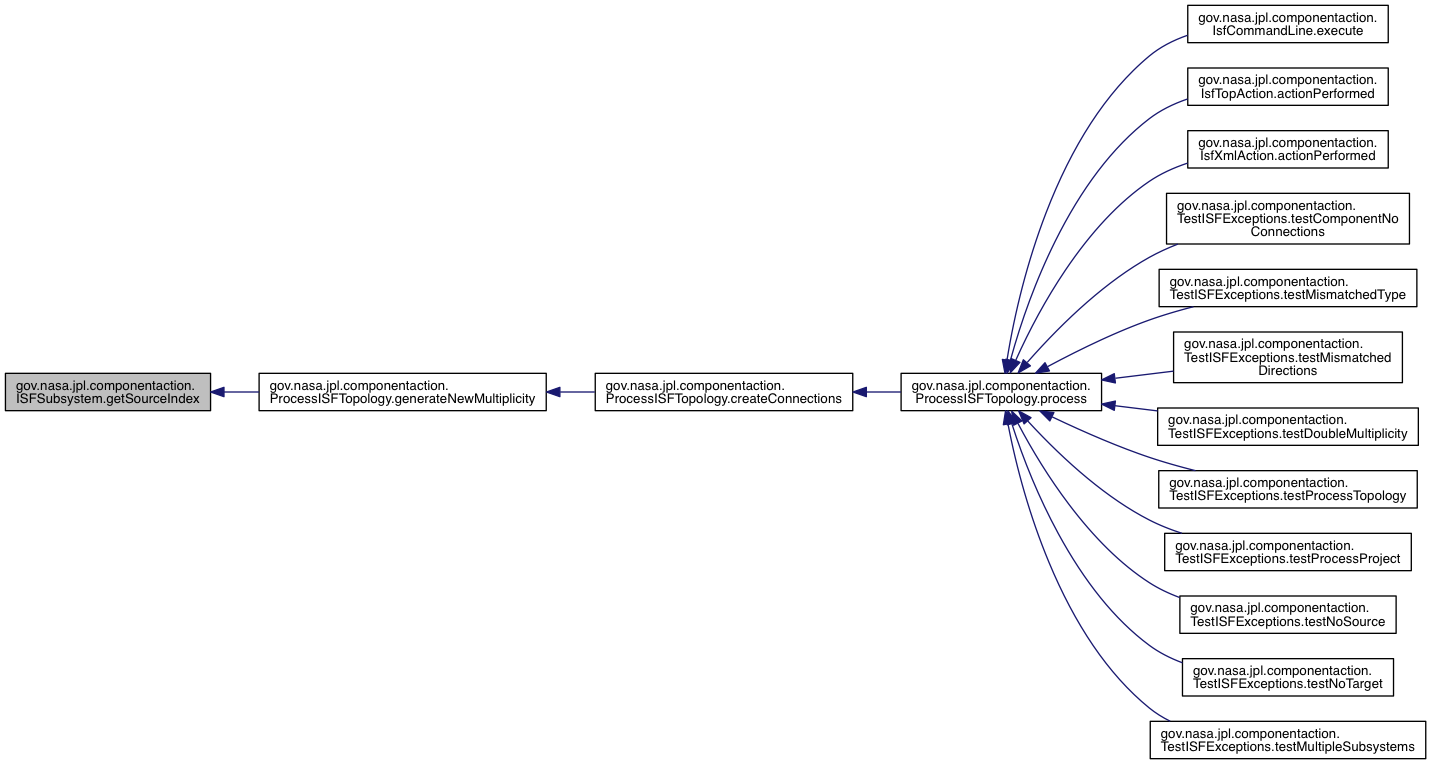 gov.nasa.jpl.componentaction.
IsfCommandLine.execute
gov.nasa.jpl.componentaction.
IsfTopAction.actionPerformed
gov.nasa.jpl.componentaction.
IsfXmlAction.actionPerformed
gov.nasa.jpl.componentaction.
TestISFExceptions.testComponentNo
Connections
gov.nasa.jpl.componentaction.
TestISFExceptions.testMismatchedType
gov.nasa.jpl.componentaction.
TestISFExceptions.testMismatched
Directions
gov.nasa.jpl.componentaction.
ISFSubsystem.getSourceIndex
gov.nasa.jpl.componentaction.
ProcessISFTopology.generateNewMultiplicity
gov.nasa.jpl.componentaction.
ProcessISFTopology.createConnections
gov.nasa.jpl.componentaction.
ProcessISFTopology.process
gov.nasa.jpl.componentaction.
TestISFExceptions.testDoubleMultiplicity
gov.nasa.jpl.componentaction.
TestISFExceptions.testProcessTopology
gov.nasa.jpl.componentaction.
TestISFExceptions.testProcessProject
gov.nasa.jpl.componentaction.
TestISFExceptions.testNoSource
gov.nasa.jpl.componentaction.
TestISFExceptions.testNoTarget
gov.nasa.jpl.componentaction.
TestISFExceptions.testMultipleSubsystems